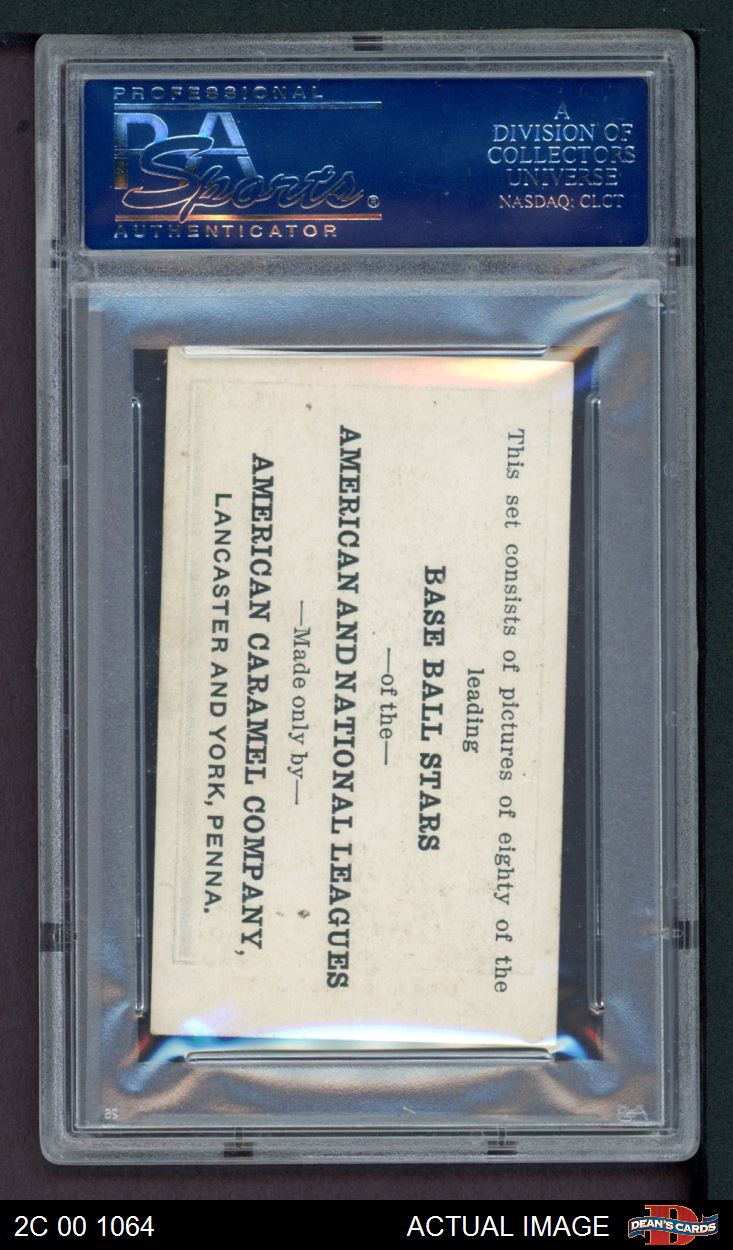 PROFESSIONAL
PSA
Sports®
AUTHENTICATOR
A
DIVISION OF
COLLECTORS
UNIVERSE
NASDAQ: CLCT
This set consists of pictures of eighty of the
leading
BASE BALL STARS
—of the—
AMERICAN AND NATIONAL LEAGUES
—Made only by—
AMERICAN CARAMEL COMPANY,
LANCASTER AND YORK, PENNA.
26
PSA
2C 00 1064
ACTUAL IMAGE
DEAN'S CARDS